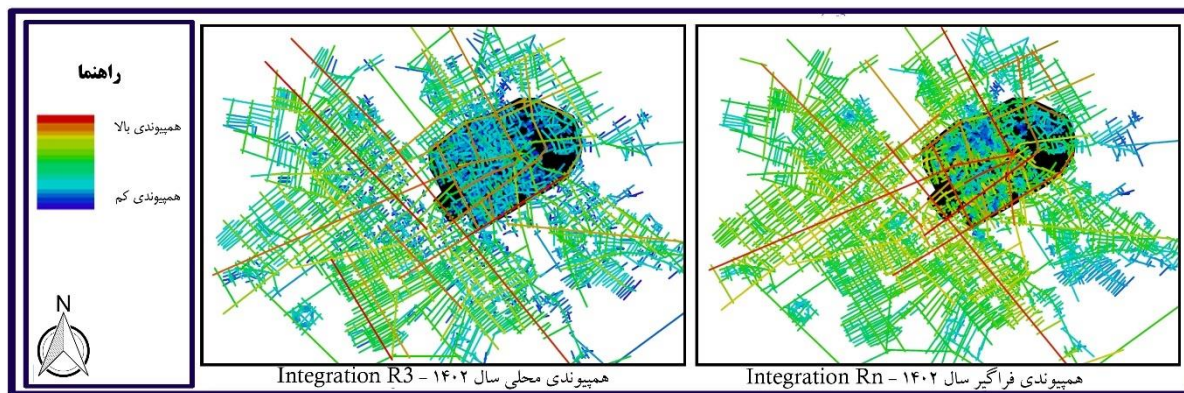 راهنما
همپیوندی بالا
همپیوندی کم
N
همپیوندی محلی سال ۱۴۰۲ - Integration R3
همپیوندی فراگیر سال ۱۴۰۲ - Integration Rn